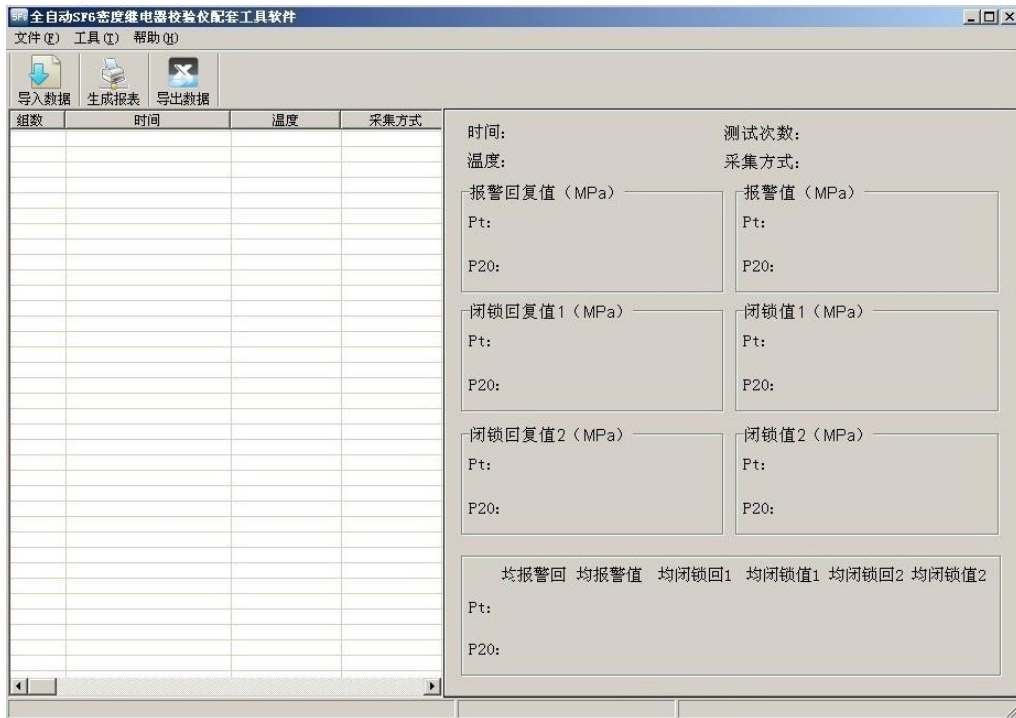 SF6 全自动SF6密度继电器校验仪配套工具软件
文件(F) 工具(T) 帮助(H)
导入数据 生成报表 导出数据
组数 时间 温度 采集方式
时间: 测试次数:
温度: 采集方式:
报警回复值（MPa） 报警值（MPa）
Pt: Pt:
P20: P20:
闭锁回复值1（MPa） 闭锁值1（MPa）
Pt: Pt:
P20: P20:
闭锁回复值2（MPa） 闭锁值2（MPa）
Pt: Pt:
P20: P20:
均报警回 均报警值 均闭锁回1 均闭锁值1 均闭锁回2 均闭锁值2
Pt:
P20: